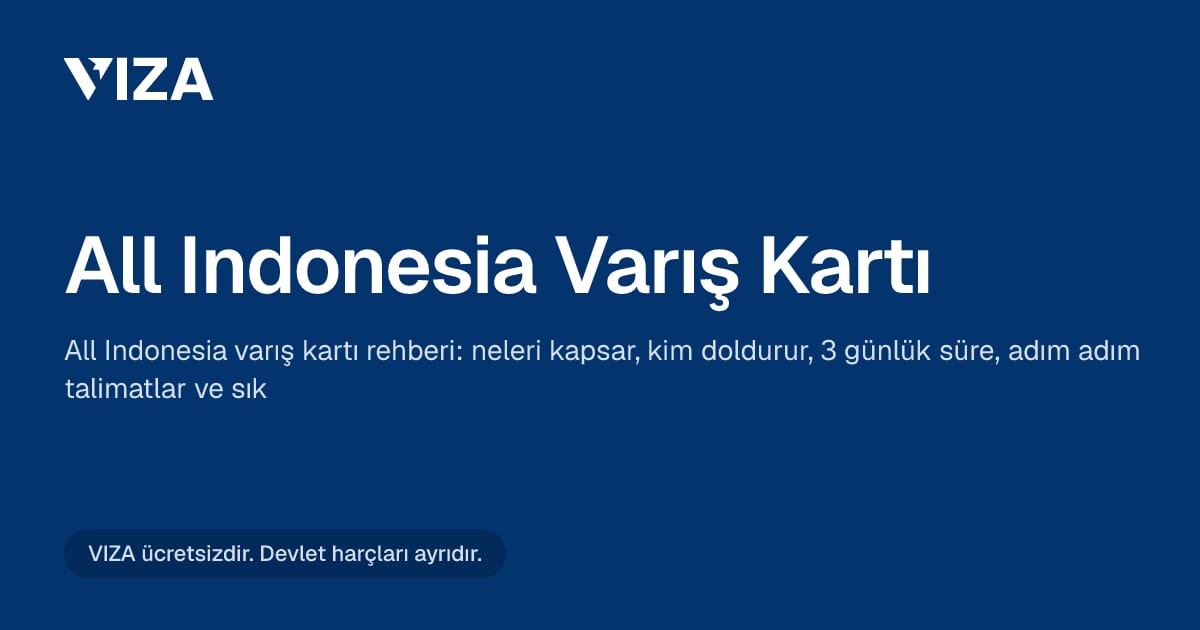 VIZA
All Indonesia Varış Kartı
All Indonesia varış kartı rehberi: neleri kapsar, kim doldurur, 3 günlük süre, adım adım
talimatlar ve sık
VIZA ücretsizdir. Devlet harçları ayrıdır.